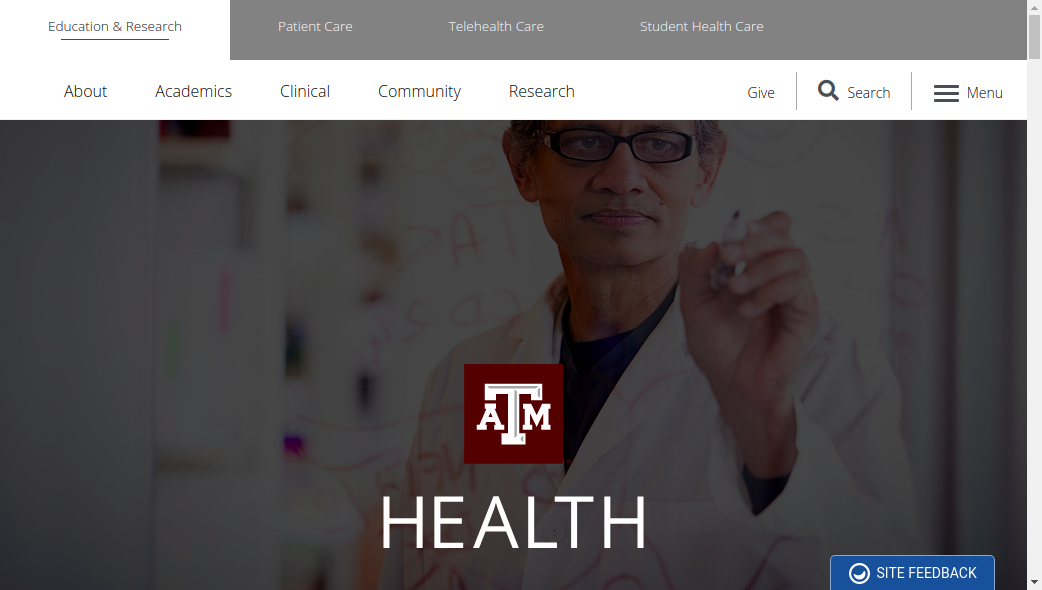 Education & Research
Patient Care
Telehealth Care
Student Health Care
About
Academics
Clinical
Community
Research
Give
Search
Menu
ATM
HEALTH
SITE FEEDBACK